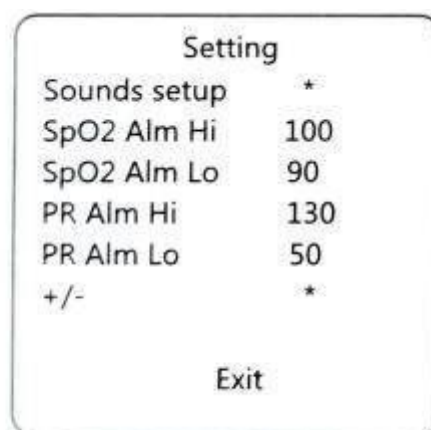 Setting
Sounds setup *
SpO2 Alm Hi 100
SpO2 Alm Lo 90
PR Alm Hi 130
PR Alm Lo 50
+/- *
Exit